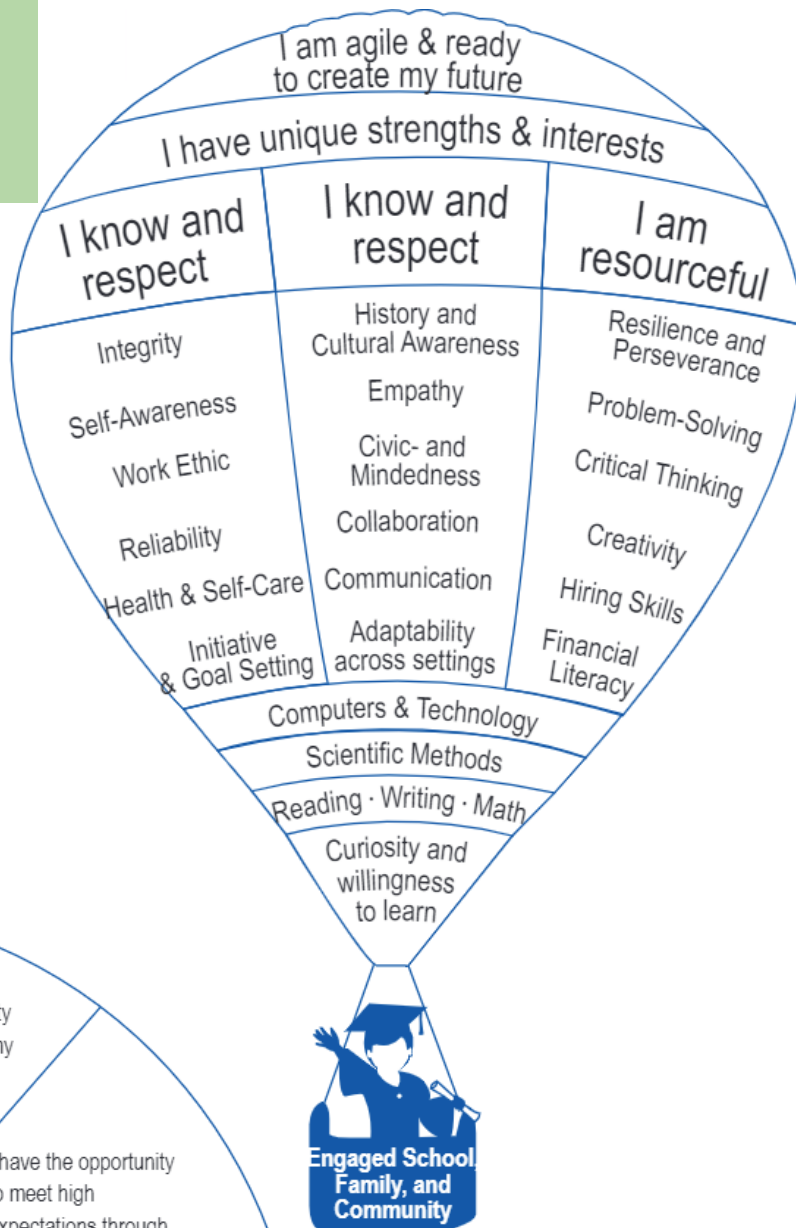 I am agile & ready
to create my future
I have unique strengths & interests
I know and
respect
I know and
respect
I am
resourceful
Integrity
Self-Awareness
Work Ethic
Reliability
Health & Self-Care
Initiative
& Goal Setting
History and
Cultural Awareness
Empathy
Civic- and
Mindedness
Collaboration
Communication
Adaptability
across settings
Resilience and
Perseverance
Problem-Solving
Critical Thinking
Creativity
Hiring Skills
Financial
Literacy
Computers & Technology
Scientific Methods
Reading · Writing · Math
Curiosity and
willingness
to learn
Engaged School,
Family, and
Community
have the opportunity
meet high
through